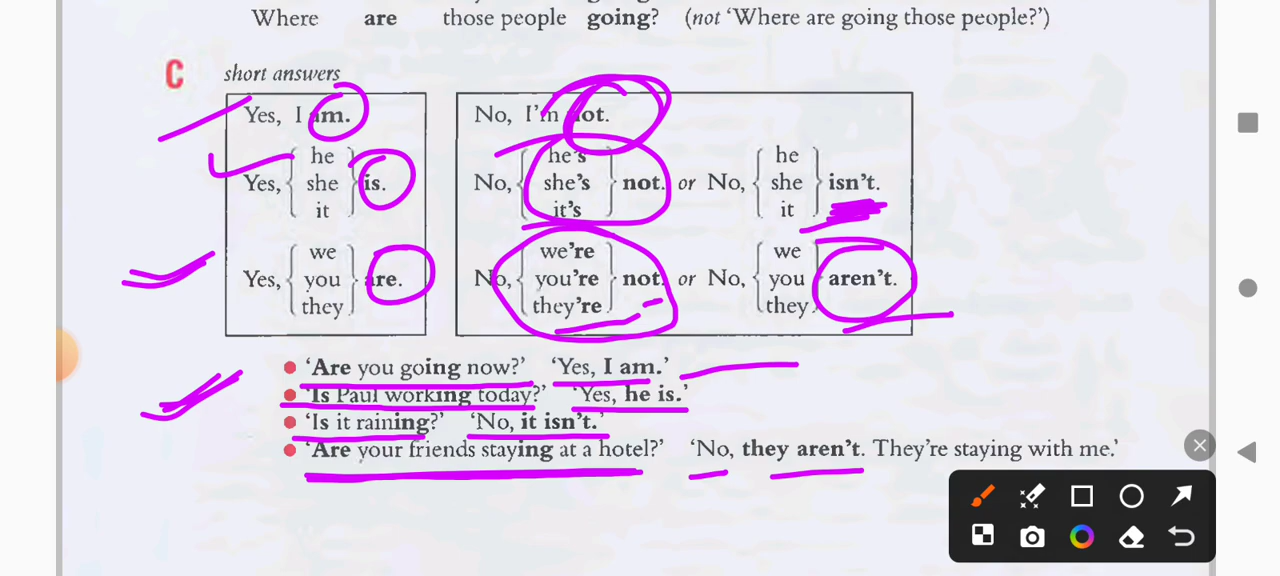 Where are those people going? (not ‘Where are going those people?’)
C short answers
Yes, I am.
Yes, he she it is.
Yes, we you they are.
No, I’m not.
No, he’s she’s it’s not. or No, he she it isn’t.
No, we’re you’re they’re not. or No, we you they aren’t.
● ‘Are you going now?’ ‘Yes, I am.’
● ‘Is Paul working today?’ ‘Yes, he is.’
● ‘Is it raining?’ ‘No, it isn’t.’
● ‘Are your friends staying at a hotel?’ ‘No, they aren’t. They’re staying with me.’